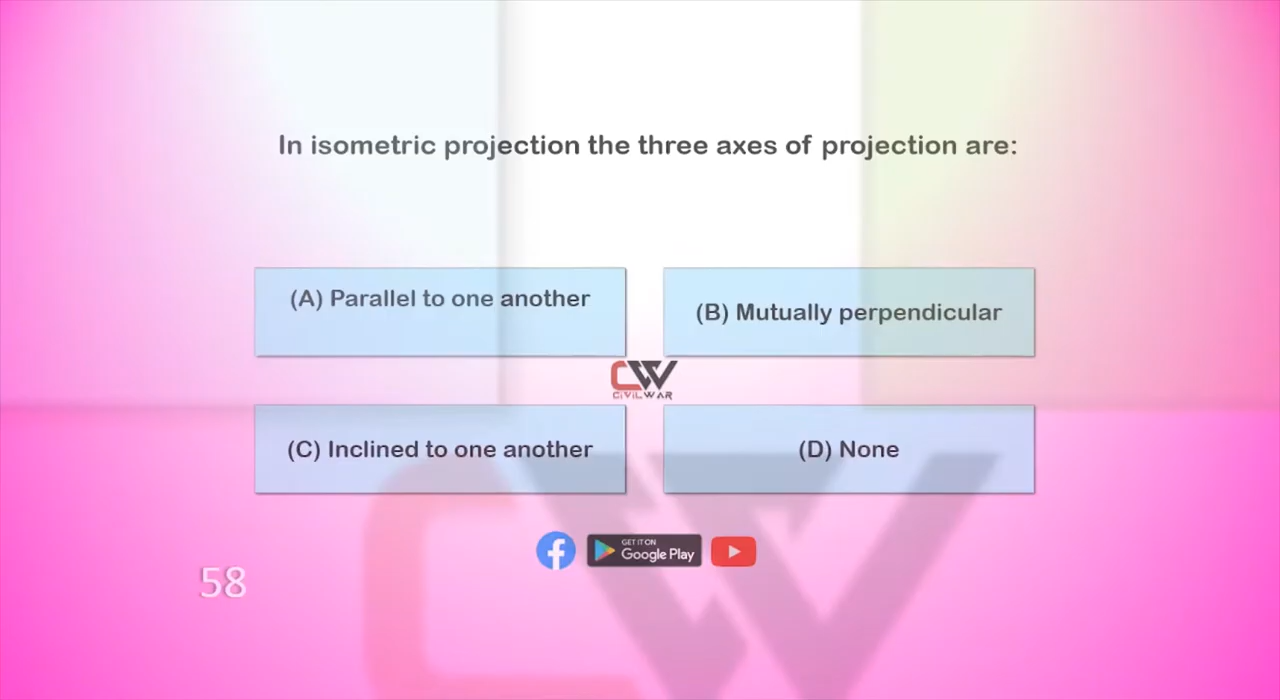 In isometric projection the three axes of projection are:
(A) Parallel to one another
(B) Mutually perpendicular
CW
CIVIL WAR
(C) Inclined to one another
(D) None
GET IT ON
Google Play
58